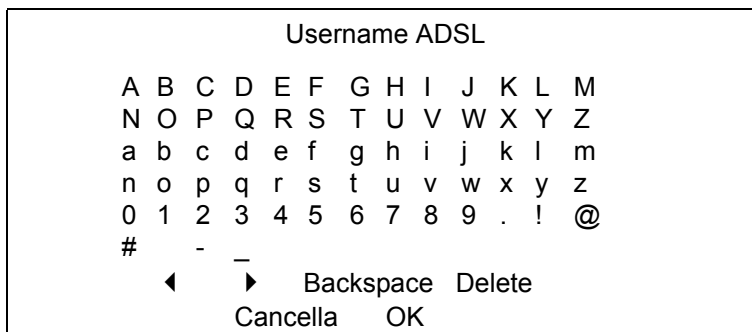 Username ADSL
A B C D E F G H I J K L M
N O P Q R S T U V W X Y Z
a b c d e f g h i j k l m
n o p q r s t u v w x y z
0 1 2 3 4 5 6 7 8 9 . ! @
# - _
Backspace Delete
Cancella OK